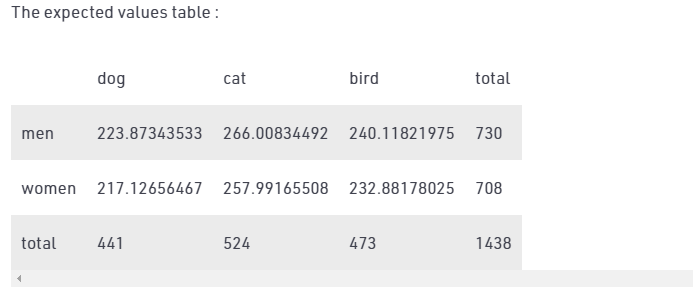 The expected values table :
dog cat bird total
men 223.87343533 266.00834492 240.11821975 730
women 217.12656467 257.99165508 232.88178025 708
total 441 524 473 1438